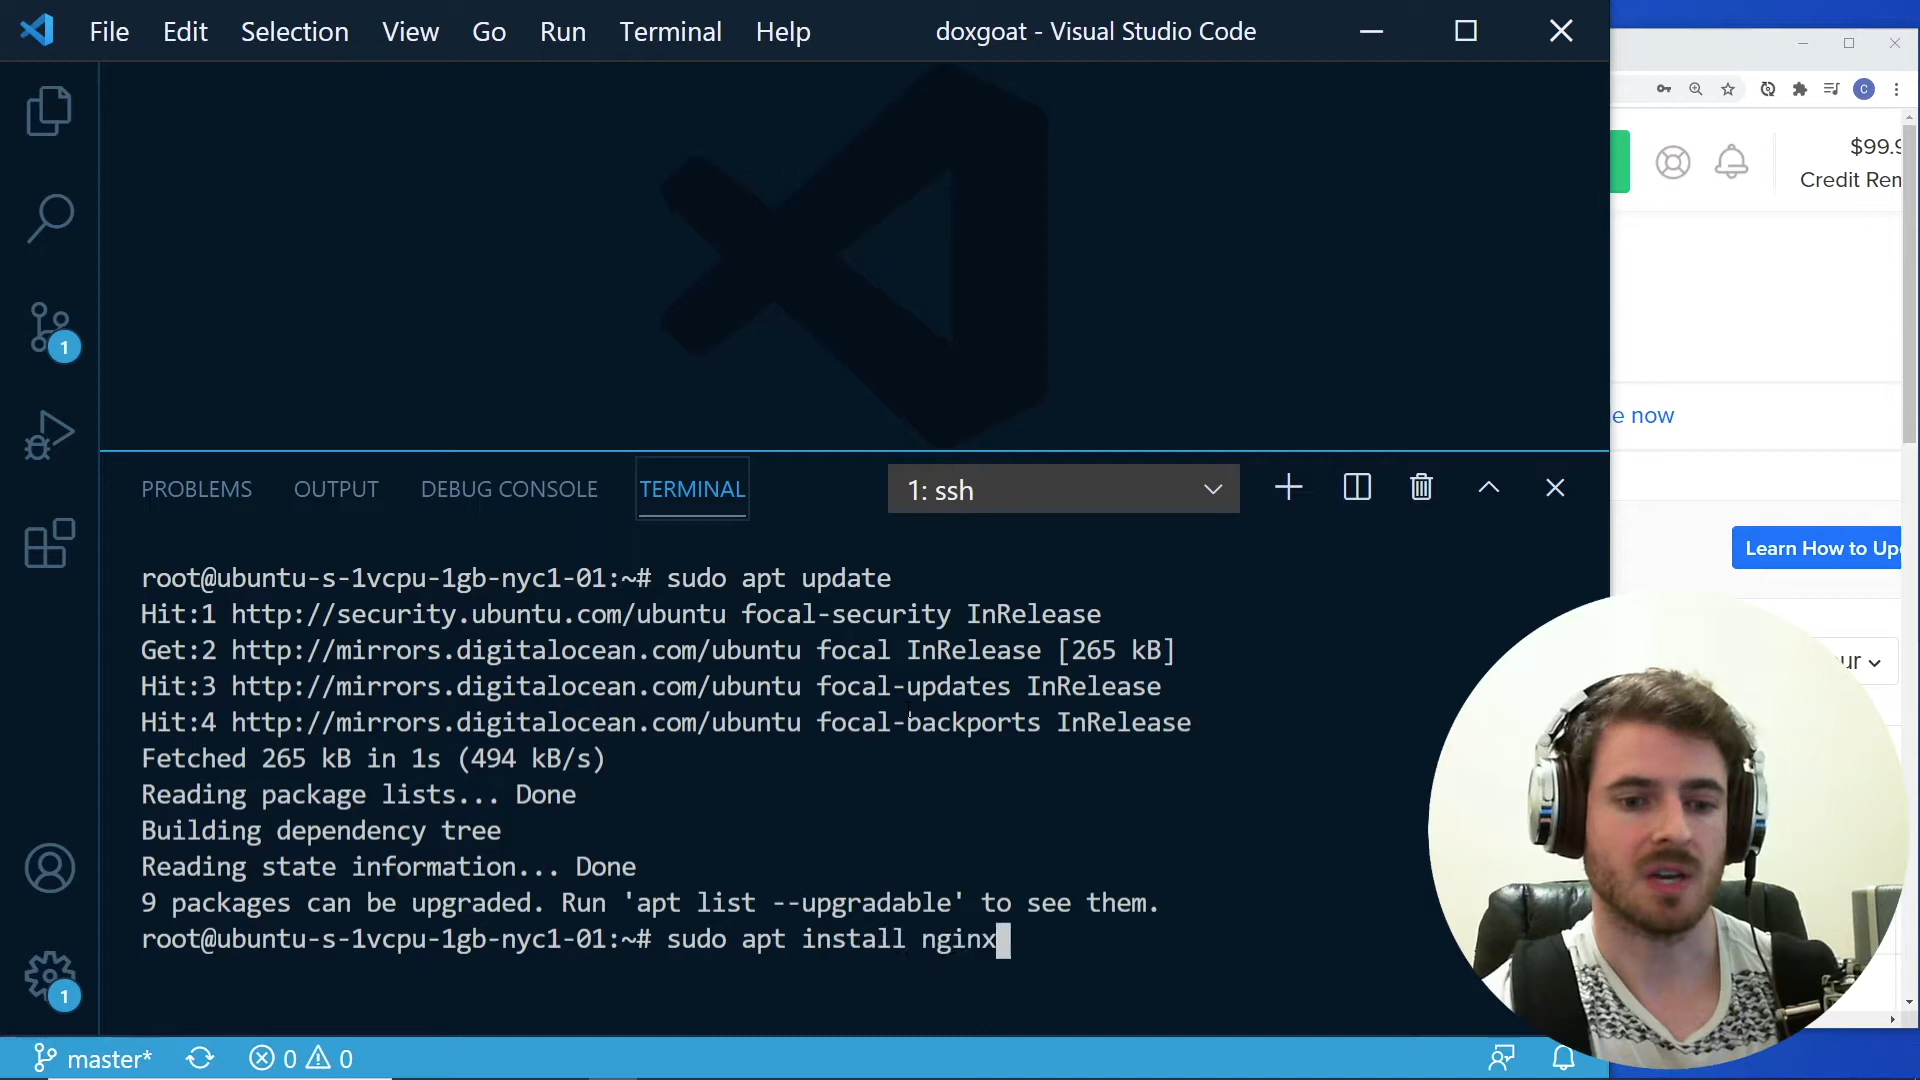 File Edit Selection View Go Run Terminal Help doxgoat - Visual Studio Code
C
$99.9
Credit Rem
1
e now
PROBLEMS OUTPUT DEBUG CONSOLE TERMINAL 1: ssh
Learn How to Up
root@ubuntu-s-1vcpu-1gb-nyc1-01:~# sudo apt update
Hit:1 http://security.ubuntu.com/ubuntu focal-security InRelease
Get:2 http://mirrors.digitalocean.com/ubuntu focal InRelease [265 kB]
ur
Hit:3 http://mirrors.digitalocean.com/ubuntu focal-updates InRelease
Hit:4 http://mirrors.digitalocean.com/ubuntu focal-backports InRelease
Fetched 265 kB in 1s (494 kB/s)
Reading package lists... Done
Building dependency tree
Reading state information... Done
9 packages can be upgraded. Run 'apt list --upgradable' to see them.
root@ubuntu-s-1vcpu-1gb-nyc1-01:~# sudo apt install nginx
1
master* 0 0